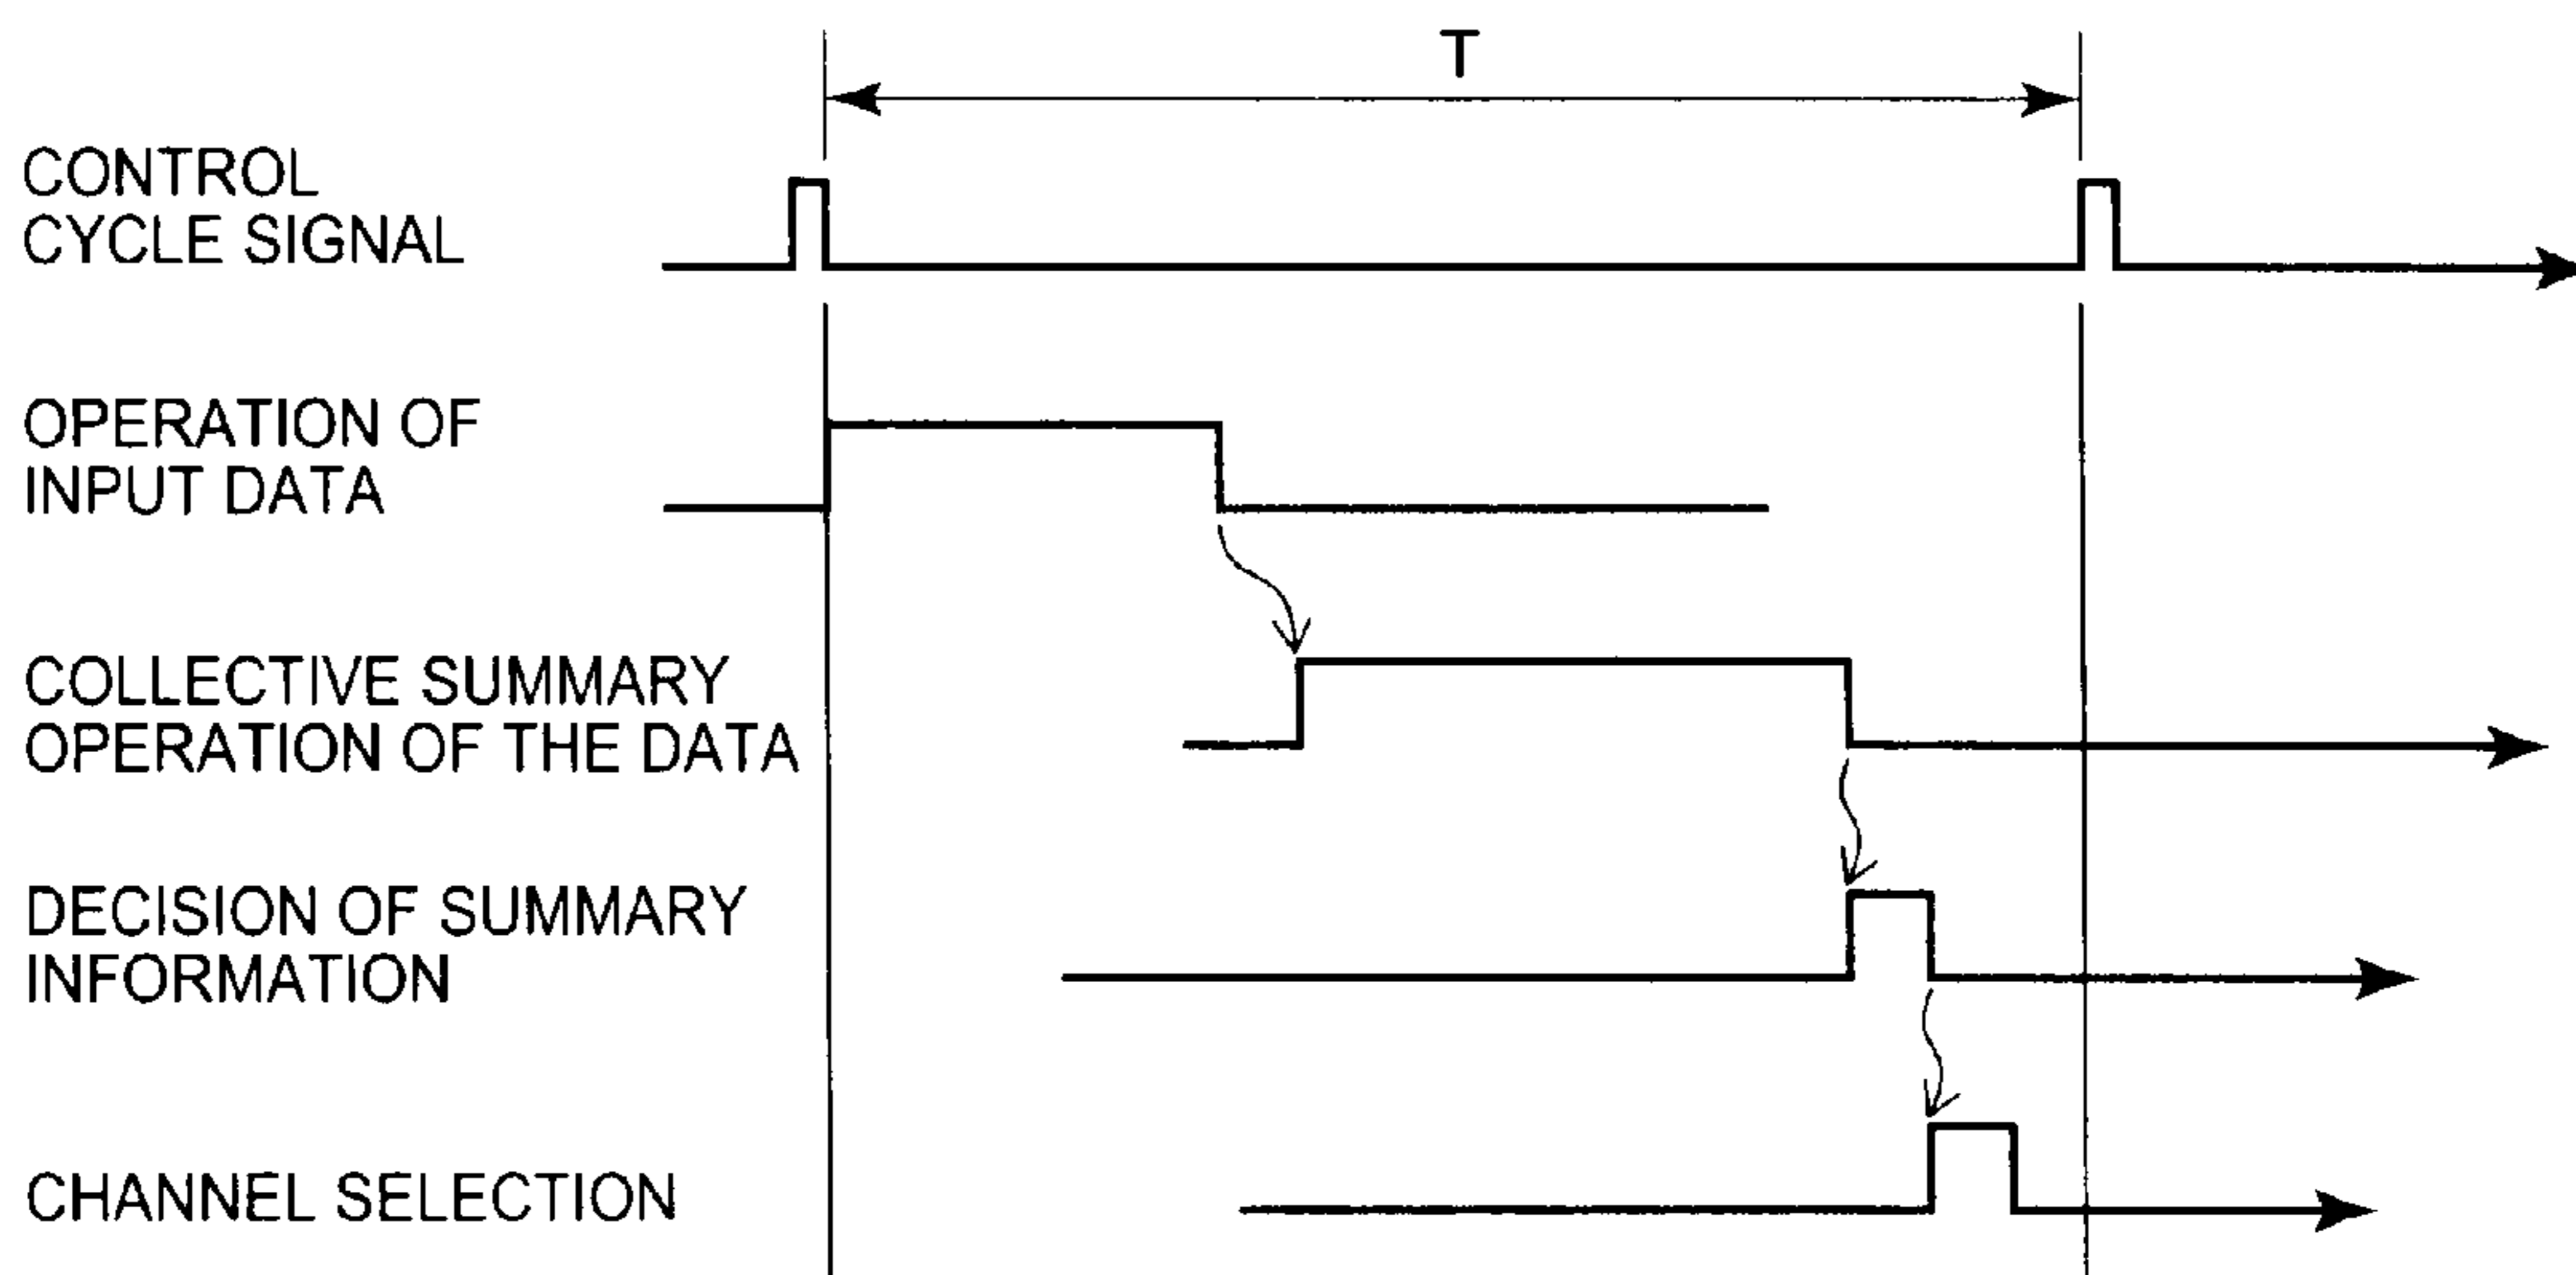 T
CONTROL
CYCLE SIGNAL
OPERATION OF
INPUT DATA
COLLECTIVE SUMMARY
OPERATION OF THE DATA
DECISION OF SUMMARY
INFORMATION
CHANNEL SELECTION